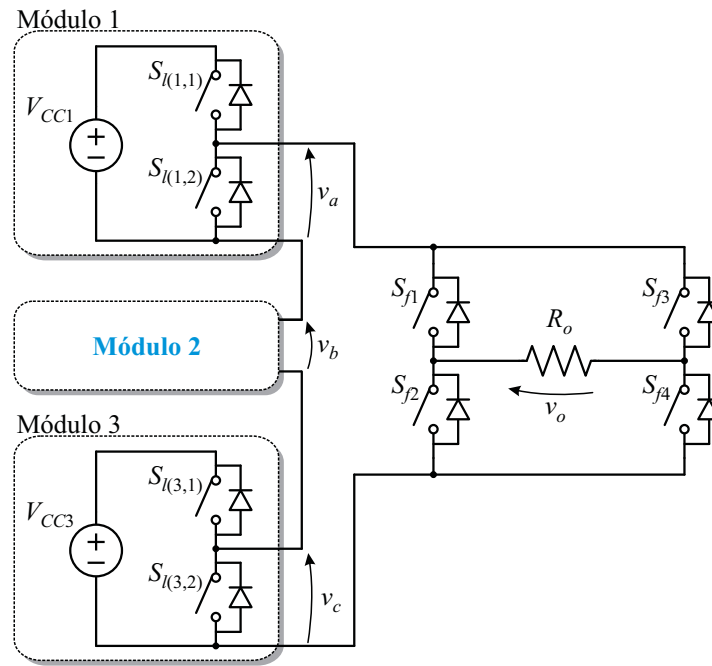 Módulo 1
S_l(1,1)
V_CC1
S_l(1,2)
v_a
S_f1
S_f3
R_o
Módulo 2
v_b
S_f2
S_f4
v_o
Módulo 3
S_l(3,1)
V_CC3
S_l(3,2)
v_c